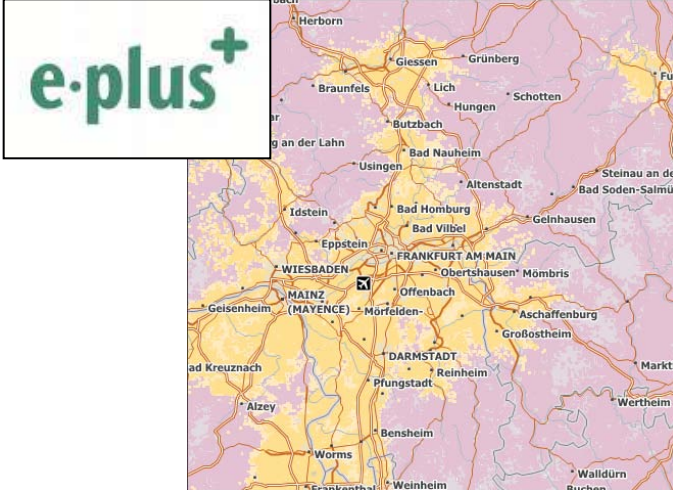 e·plus+
Herborn
Giessen
Grünberg
Braunfels
Lich
Schotten
Hungen
Butzbach
g an der Lahn
Bad Nauheim
Usingen
Steinau an de
Altenstadt
Bad Soden-Salmü
Idstein
Bad Homburg
Gelnhausen
Bad Vilbel
Eppstein
FRANKFURT AM MAIN
WIESBADEN
Obertshausen
Mömbris
MAINZ
Offenbach
Geisenheim
(MAYENCE)
Mörfelden-
Aschaffenburg
Großostheim
DARMSTADT
ad Kreuznach
Markt
Reinheim
Pfungstadt
Wertheim
Alzey
Bensheim
Worms
Walldürn
Frankenthal
Weinheim
Buchen